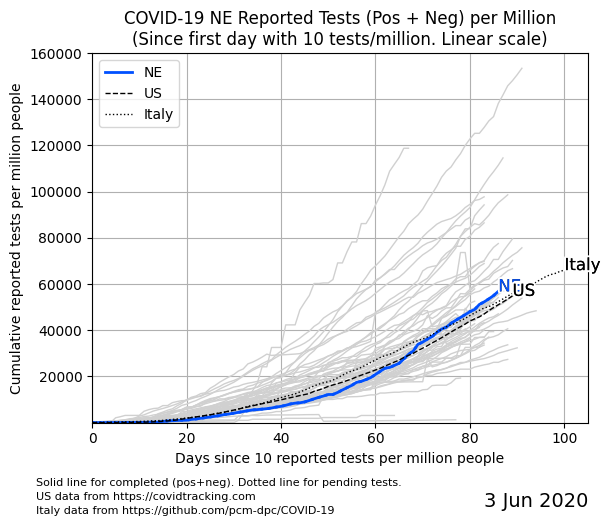 COVID-19 NE Reported Tests (Pos + Neg) per Million
(Since first day with 10 tests/million. Linear scale)
160000
140000
120000
100000
80000
60000
40000
20000
Cumulative reported tests per million people
NE
US
Italy
Italy
NE
US
0 20 40 60 80 100
Days since 10 reported tests per million people
Solid line for completed (pos+neg). Dotted line for pending tests.
US data from https://covidtracking.com
Italy data from https://github.com/pcm-dpc/COVID-19
3 Jun 2020